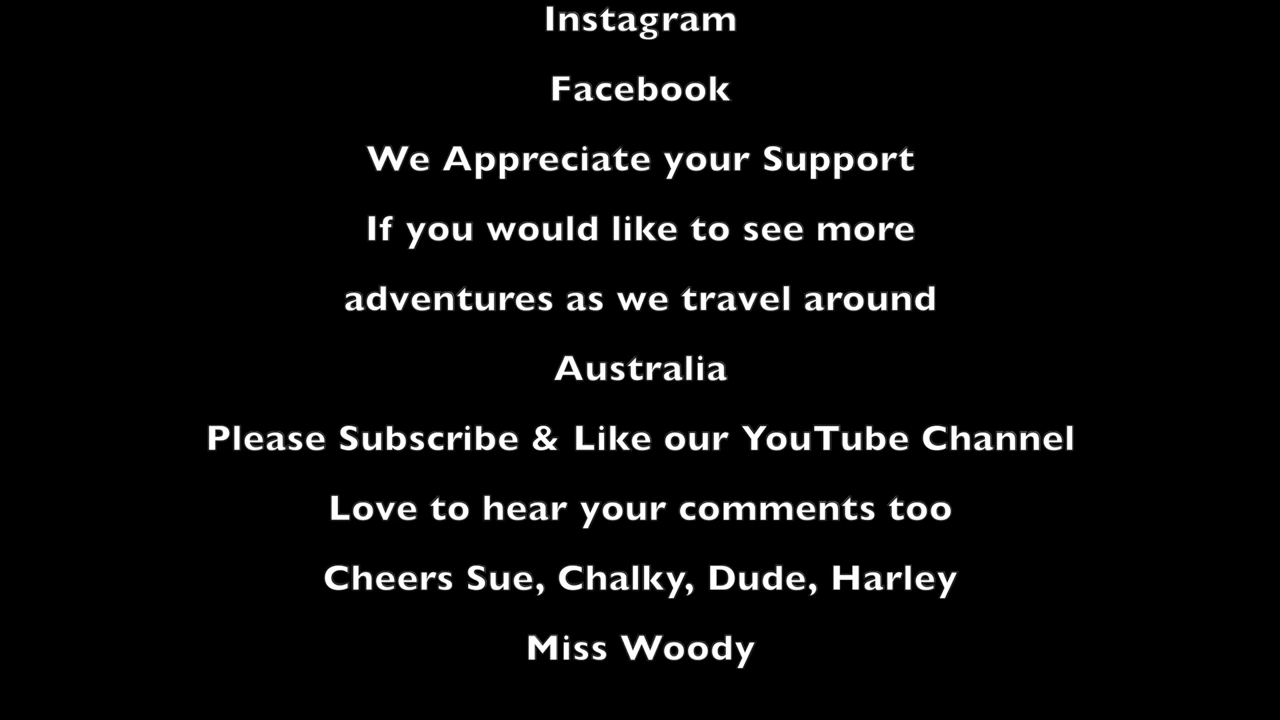 Instagram
Facebook
We Appreciate your Support
If you would like to see more
adventures as we travel around
Australia
Please Subscribe & Like our YouTube Channel
Love to hear your comments too
Cheers Sue, Chalky, Dude, Harley
Miss Woody